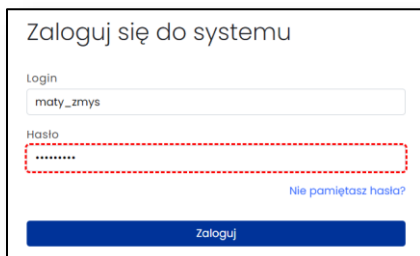 Zaloguj się do systemu
Login
maty_zmys
Hasło
•••••••••
Nie pamiętasz hasła?
Zaloguj